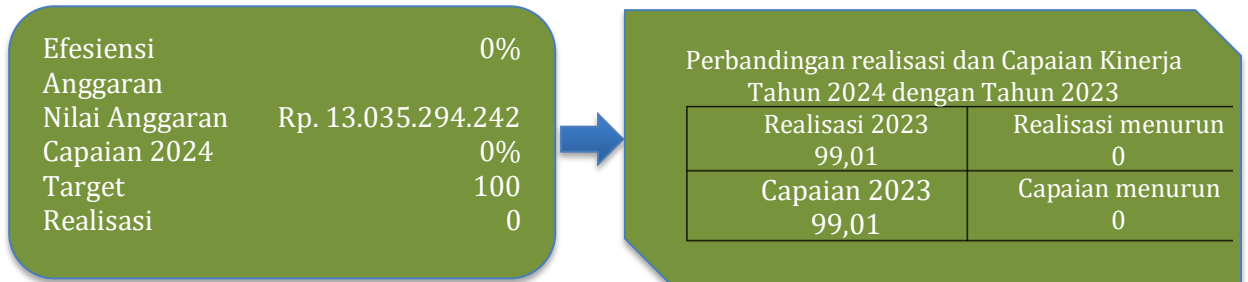 Efesiensi 0%
Anggaran
Nilai Anggaran Rp. 13.035.294.242
Capaian 2024 0%
Target 100
Realisasi 0
Perbandingan realisasi dan Capaian Kinerja
Tahun 2024 dengan Tahun 2023
Realisasi 2023 Realisasi menurun
99,01 0
Capaian 2023 Capaian menurun
99,01 0